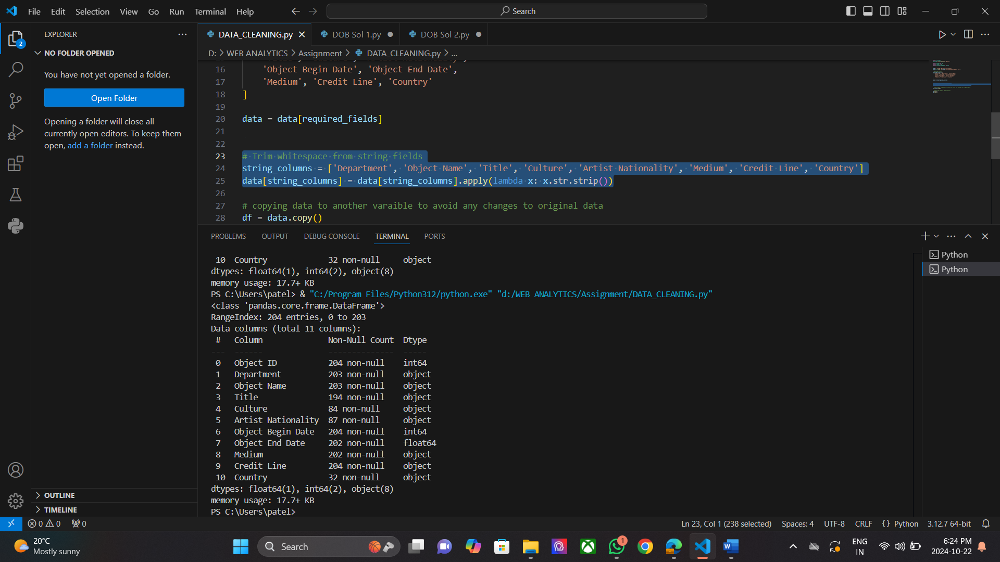 File Edit Selection View Go Run Terminal Help
Search
EXPLORER
2
NO FOLDER OPENED
You have not yet opened a folder.
Open Folder
Opening a folder will close all
currently open editors. To keep them
open, add a folder instead.
OUTLINE
TIMELINE
DATA_CLEANING.py DOB Sol 1.py DOB Sol 2.py
D: > WEB ANALYTICS > Assignment > DATA_CLEANING.py > ...
16 'Object Begin Date', 'Object End Date',
17 'Medium', 'Credit Line', 'Country'
18 ]
19
20 data = data[required_fields]
21
22
23 # Trim whitespace from string fields
24 string_columns = ['Department', 'Object Name', 'Title', 'Culture', 'Artist Nationality', 'Medium', 'Credit Line', 'Country']
25 data[string_columns] = data[string_columns].apply(lambda x: x.str.strip())
26
27 # copying data to another varaible to avoid any changes to original data
28 df = data.copy()
PROBLEMS OUTPUT DEBUG CONSOLE TERMINAL PORTS
Python
Python
10 Country 32 non-null object
dtypes: float64(1), int64(2), object(8)
memory usage: 17.7+ KB
PS C:\Users\patel> & "C:/Program Files/Python312/python.exe" "d:/WEB ANALYTICS/Assignment/DATA_CLEANING.py"
<class 'pandas.core.frame.DataFrame'>
RangeIndex: 204 entries, 0 to 203
Data columns (total 11 columns):
# Column Non-Null Count Dtype
--- ------ -------------- -----
0 Object ID 204 non-null int64
1 Department 203 non-null object
2 Object Name 203 non-null object
3 Title 194 non-null object
4 Culture 84 non-null object
5 Artist Nationality 87 non-null object
6 Object Begin Date 204 non-null int64
7 Object End Date 202 non-null float64
8 Medium 202 non-null object
9 Credit Line 204 non-null object
10 Country 32 non-null object
dtypes: float64(1), int64(2), object(8)
memory usage: 17.7+ KB
PS C:\Users\patel>
0 0 0 Ln 23, Col 1 (238 selected) Spaces: 4 UTF-8 CRLF {} Python 3.12.7 64-bit
20°C
Mostly sunny
Search
1
W
ENG
IN
6:24 PM
2024-10-22